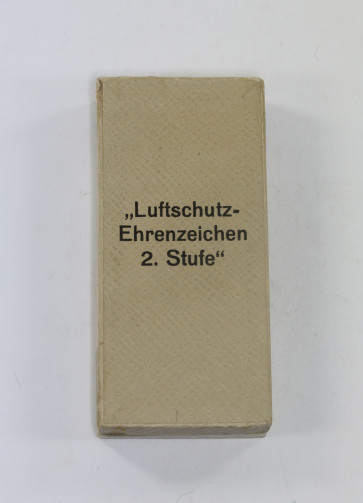 „Luftschutz-
Ehrenzeichen
2. Stufe“